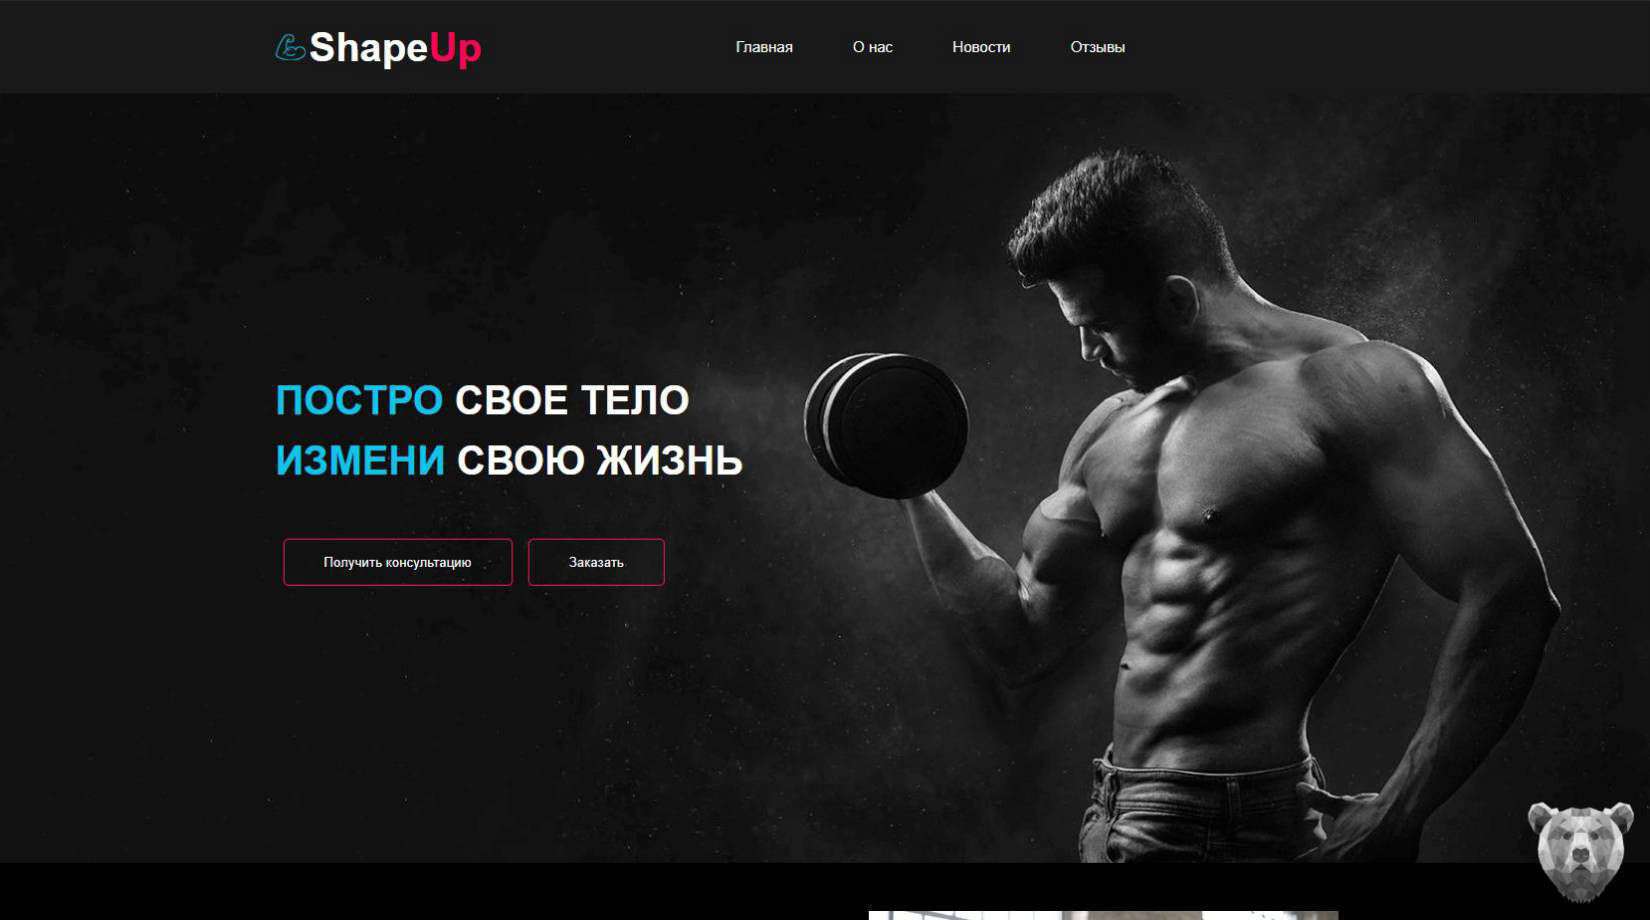 ShapeUp
Главная О нас Новости Отзывы
ПОСТРО СВОЕ ТЕЛО
ИЗМЕНИ СВОЮ ЖИЗНЬ
Получить консультацию Заказать